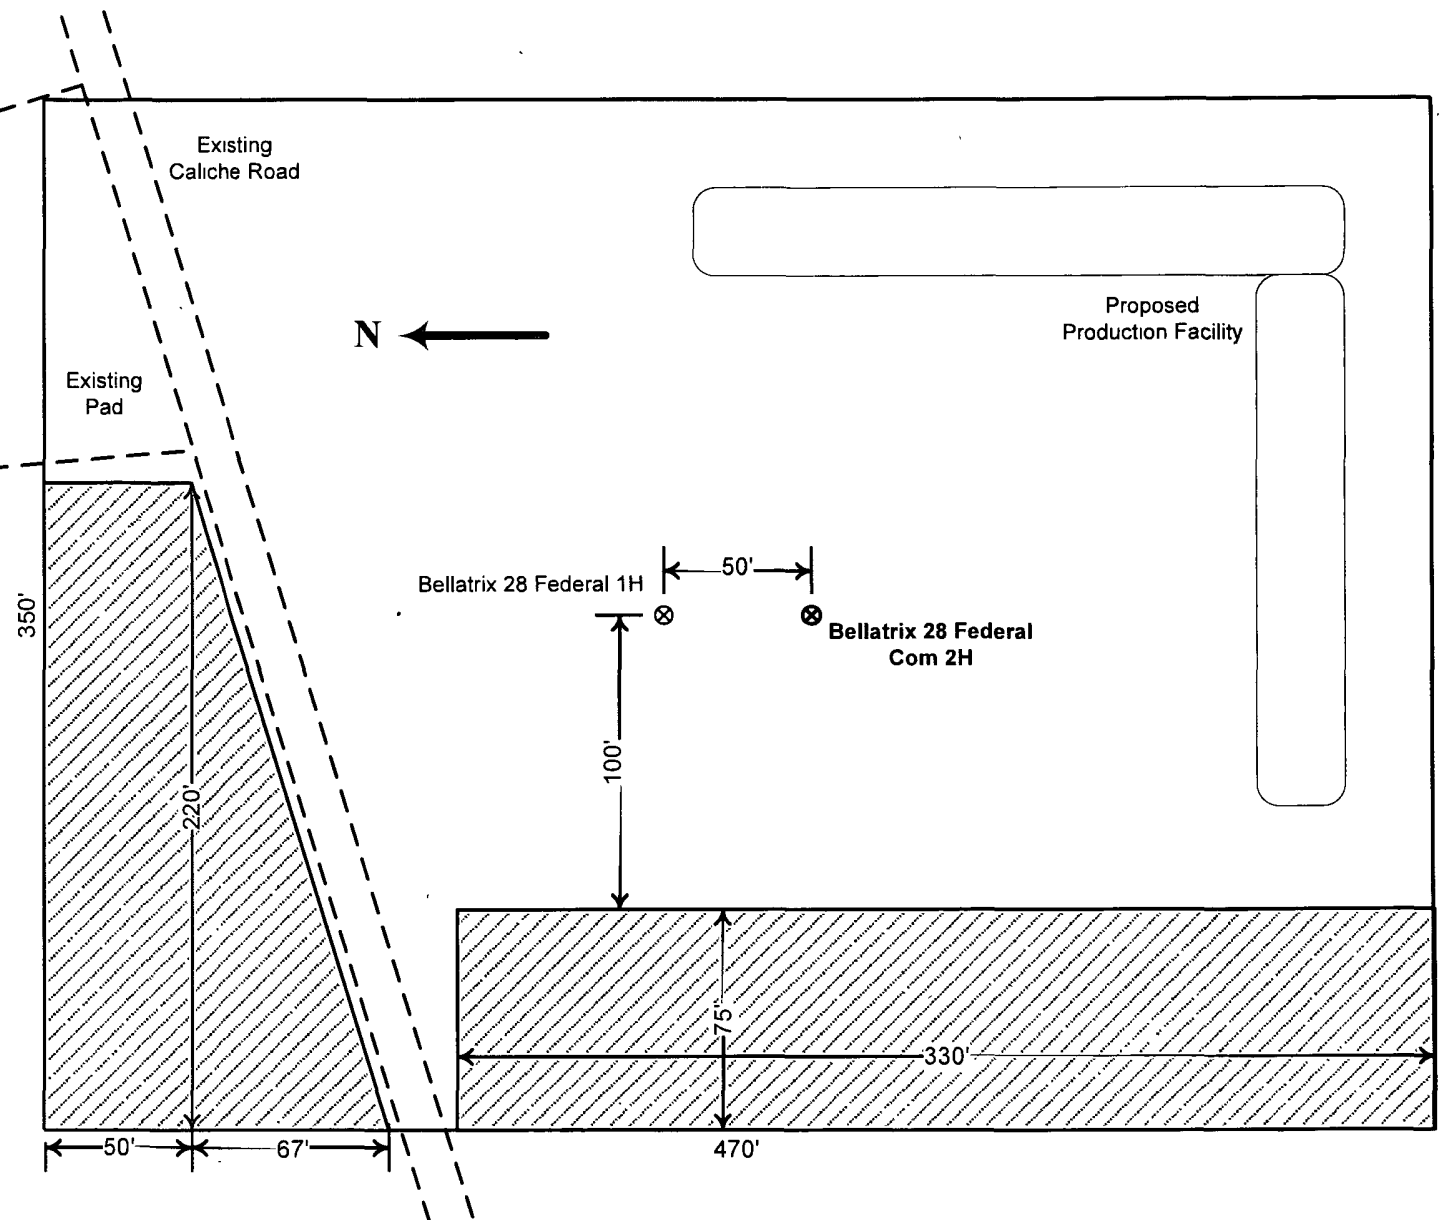 Existing
Caliche Road
Proposed
Production Facility
N
Existing
Pad
50'
Bellatrix 28 Federal 1H
350'
Bellatrix 28 Federal
Com 2H
100'
220'
75'
330'
50'
67'
470'